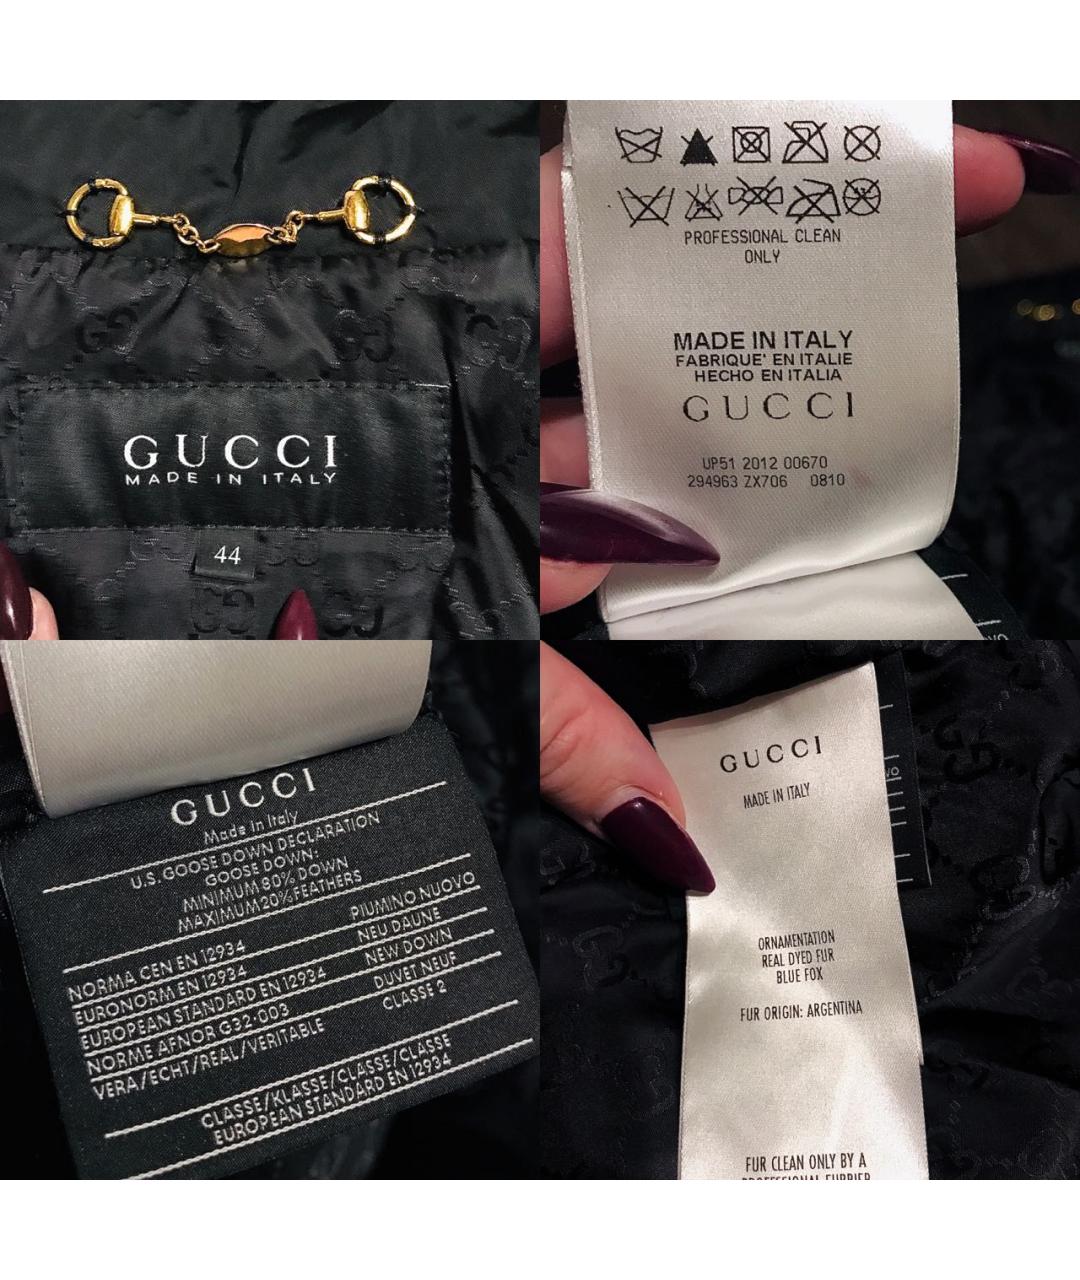 GUCCI
MADE IN ITALY
44
PROFESSIONAL CLEAN
ONLY
MADE IN ITALY
FABRIQUE' EN ITALIE
HECHO EN ITALIA
GUCCI
UP51 2012 00670
294963 ZX706 0810
GUCCI
Made in Italy
U.S. GOOSE DOWN DECLARATION
GOOSE DOWN:
MINIMUM 80% DOWN
MAXIMUM 20% FEATHERS
NORMA CEN EN 12934 PIUMINO NUOVO
EURONORM EN 12934 NEU DAUNE
EUROPEAN STANDARD EN 12934 NEW DOWN
NORME AFNOR G32-003 DUVET NEUF
VERA/ECHT/REAL/VERITABLE CLASSE 2
CLASSE/KLASSE/CLASSE/CLASSE
EUROPEAN STANDARD EN 12934
GUCCI
MADE IN ITALY
ORNAMENTATION
REAL DYED FUR
BLUE FOX
FUR ORIGIN: ARGENTINA
FUR CLEAN ONLY BY A
PROFESSIONAL FURRIER